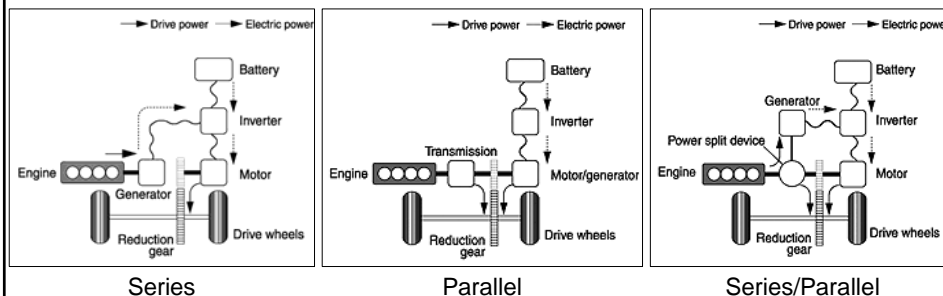 Drive power Electric power
Battery
Inverter
Engine
Generator
Motor
Reduction
gear
Drive wheels
Series
Drive power Electric power
Battery
Inverter
Transmission
Engine
Motor/generator
Reduction
gear
Drive wheels
Parallel
Drive power Electric power
Battery
Generator
Inverter
Power split device
Engine
Motor
Reduction
gear
Drive wheels
Series/Parallel